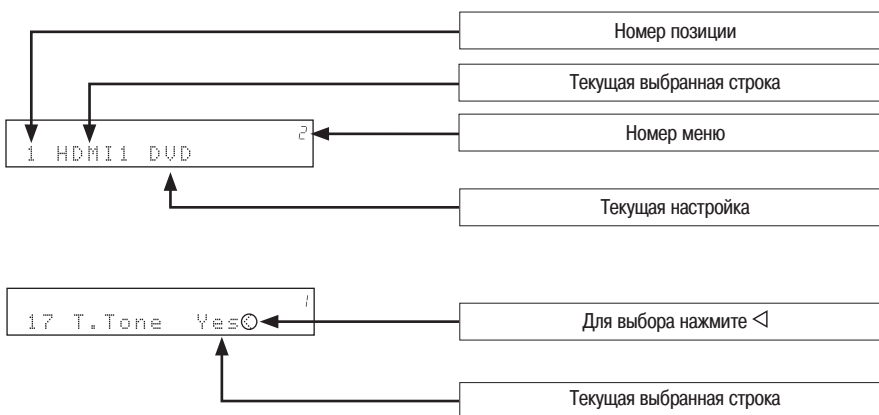 Номер позиции
Текущая выбранная строка
2
Номер меню
1 HDMI1 DVD
Текущая настройка
1
17 T.Tone Yes
Для выбора нажмите ◁
Текущая выбранная строка